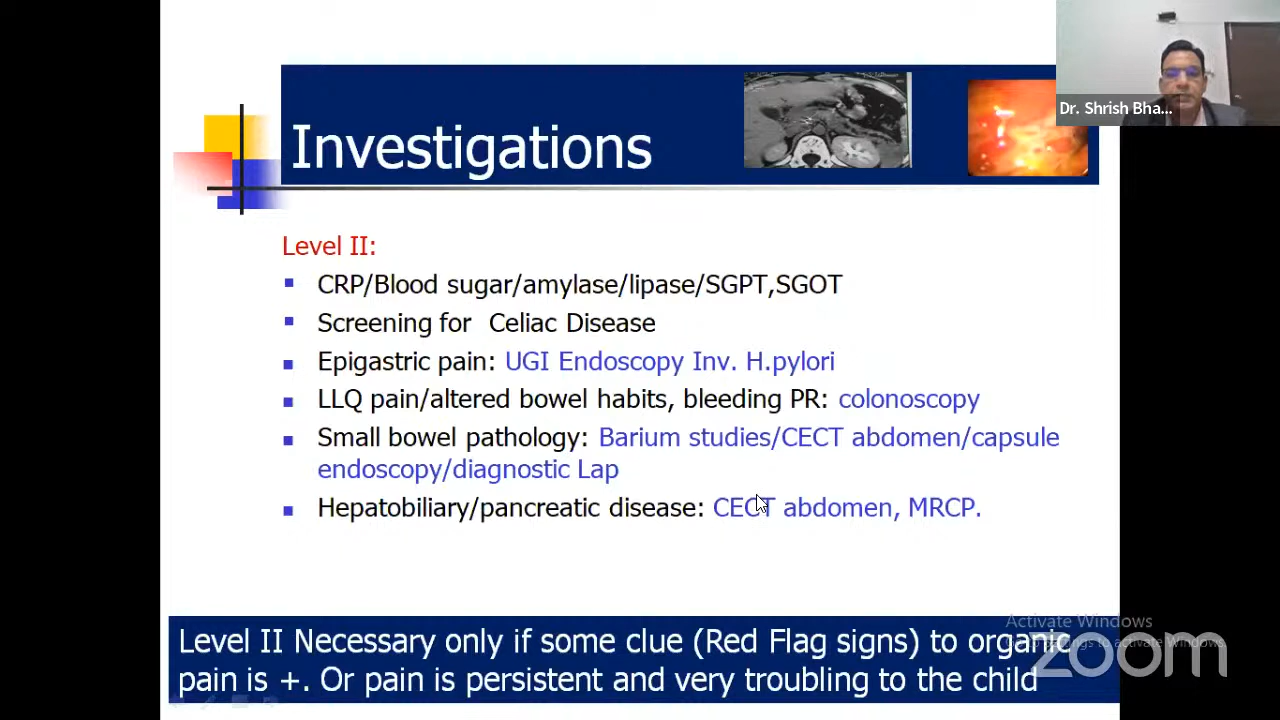 Dr. Shrish Bha...
Investigations
Level II:
CRP/Blood sugar/amylase/lipase/SGPT,SGOT
Screening for Celiac Disease
Epigastric pain: UGI Endoscopy Inv. H.pylori
LLQ pain/altered bowel habits, bleeding PR: colonoscopy
Small bowel pathology: Barium studies/CECT abdomen/capsule
endoscopy/diagnostic Lap
Hepatobiliary/pancreatic disease: CECT abdomen, MRCP.
Activate Windows
to activate Windows.
Level II Necessary only if some clue (Red Flag signs) to organic
pain is +. Or pain is persistent and very troubling to the child
zoom